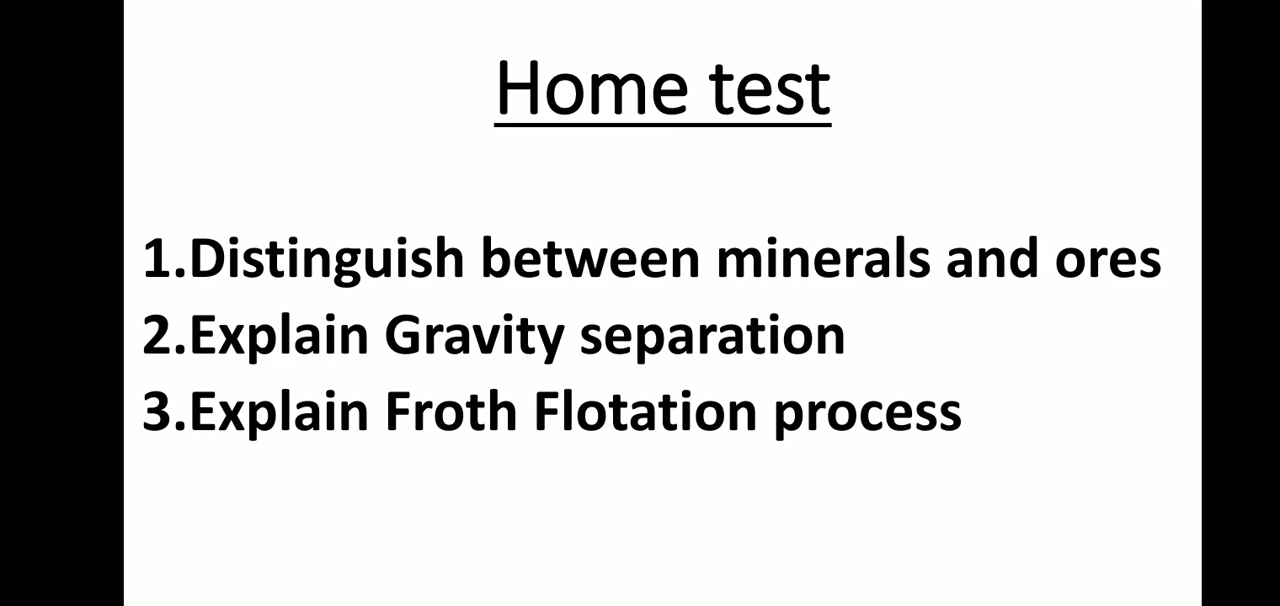 Home test
1.Distinguish between minerals and ores
2.Explain Gravity separation
3.Explain Froth Flotation process